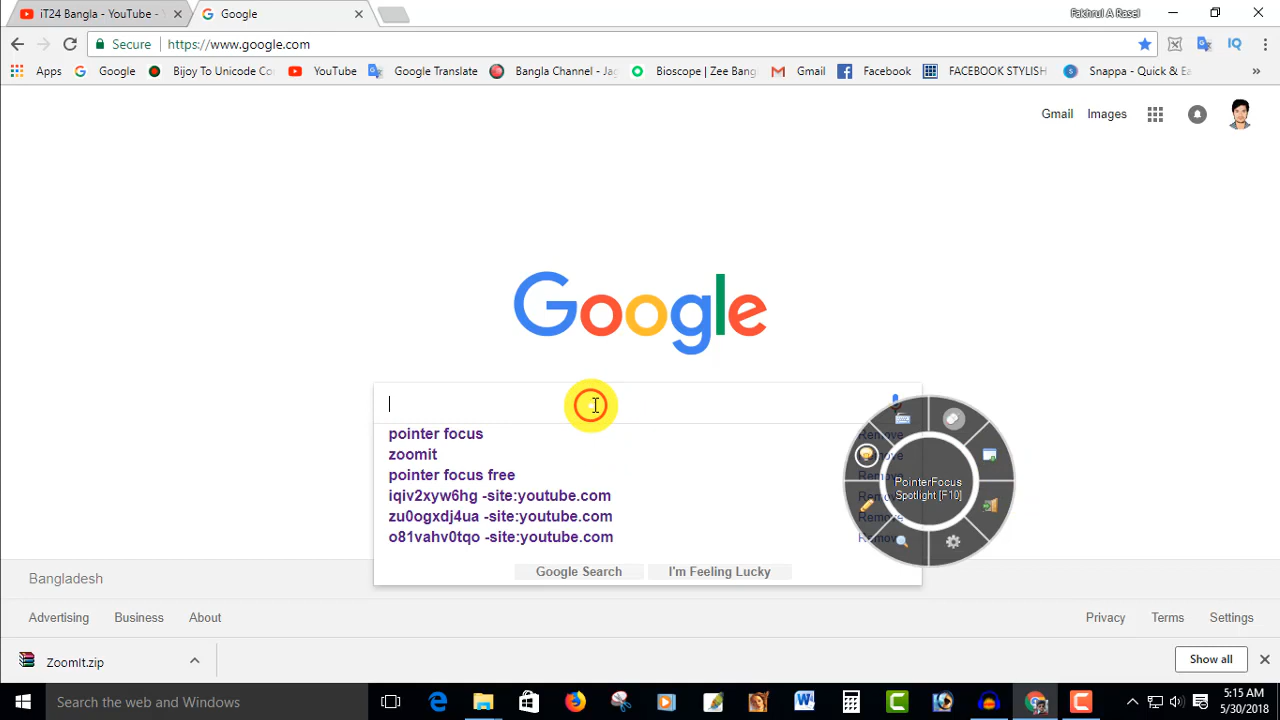 iT24 Bangla - YouTube -
Google
Fakhrul A Rasel
Secure
https://www.google.com
Apps
Google
Bijoy To Unicode Co
YouTube
Google Translate
Bangla Channel - Jag
Bioscope | Zee Bang
Gmail
Facebook
FACEBOOK STYLISH
Snappa - Quick & Ea
»
Gmail
Images
Google
pointer focus
Remove
zoomit
pointer focus free
iqiv2xyw6hg -site:youtube.com
zu0ogxdj4ua -site:youtube.com
o81vahv0tqo -site:youtube.com
PointerFocus
Spotlight [F10]
Google Search
I'm Feeling Lucky
Bangladesh
Advertising
Business
About
Privacy
Terms
Settings
ZoomIt.zip
Show all
Search the web and Windows
5:15 AM
5/30/2018